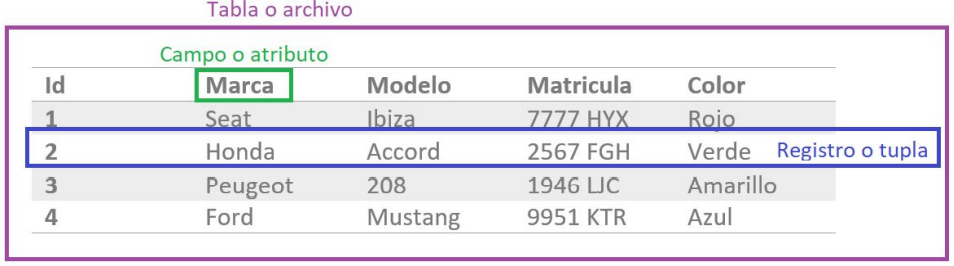 Tabla o archivo
Campo o atributo
Id Marca Modelo Matricula Color
1 Seat Ibiza 7777 HYX Rojo
2 Honda Accord 2567 FGH Verde Registro o tupla
3 Peugeot 208 1946 LJC Amarillo
4 Ford Mustang 9951 KTR Azul